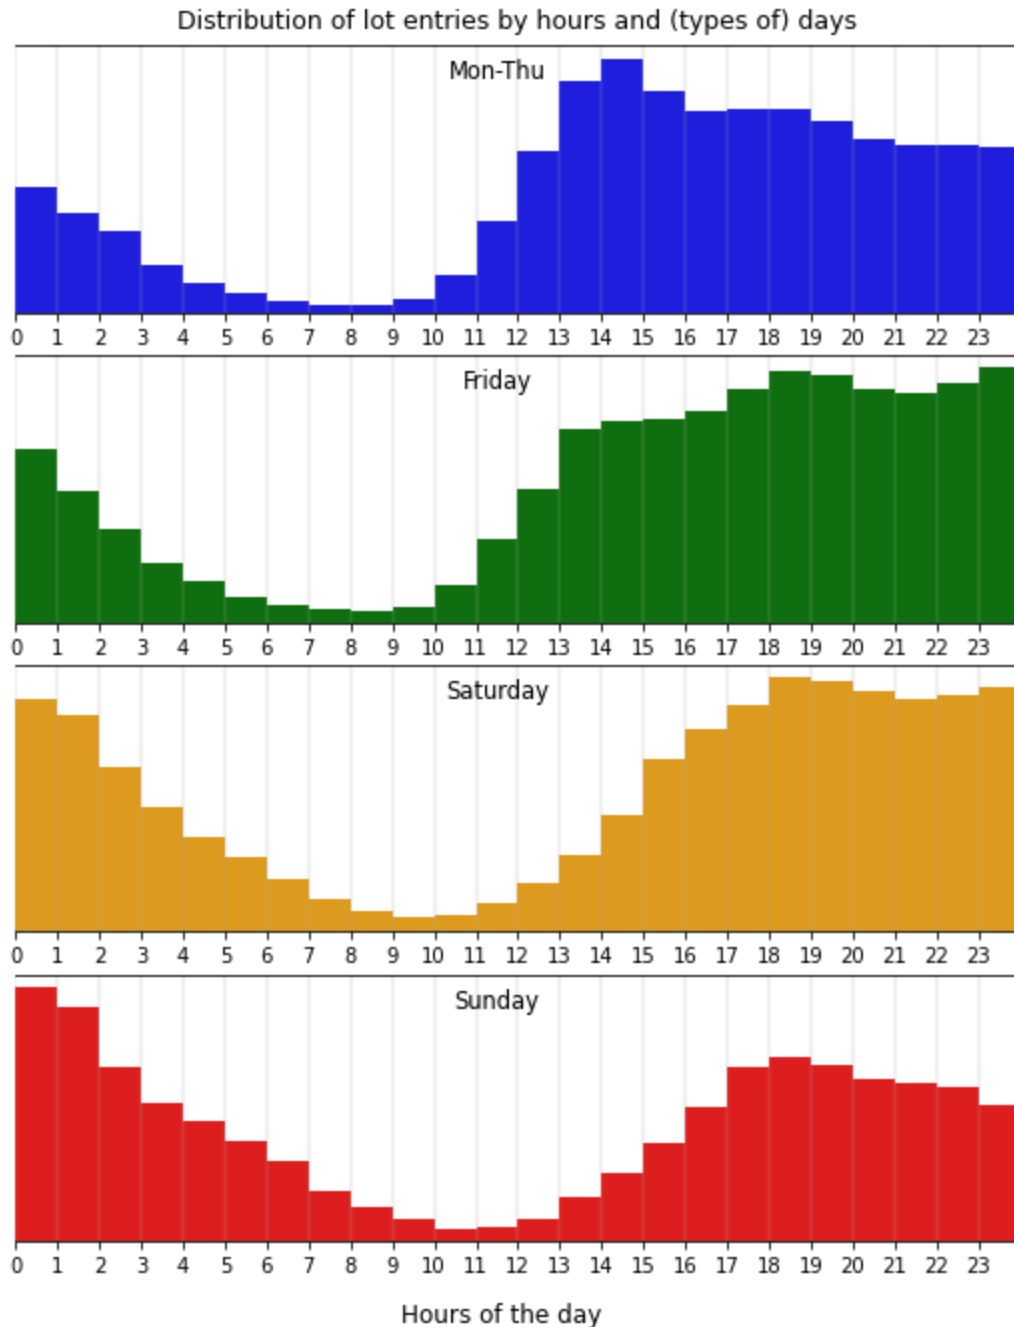 Distribution of lot entries by hours and (types of) days
Mon-Thu
0 1 2 3 4 5 6 7 8 9 10 11 12 13 14 15 16 17 18 19 20 21 22 23
Friday
0 1 2 3 4 5 6 7 8 9 10 11 12 13 14 15 16 17 18 19 20 21 22 23
Saturday
0 1 2 3 4 5 6 7 8 9 10 11 12 13 14 15 16 17 18 19 20 21 22 23
Sunday
0 1 2 3 4 5 6 7 8 9 10 11 12 13 14 15 16 17 18 19 20 21 22 23
Hours of the day